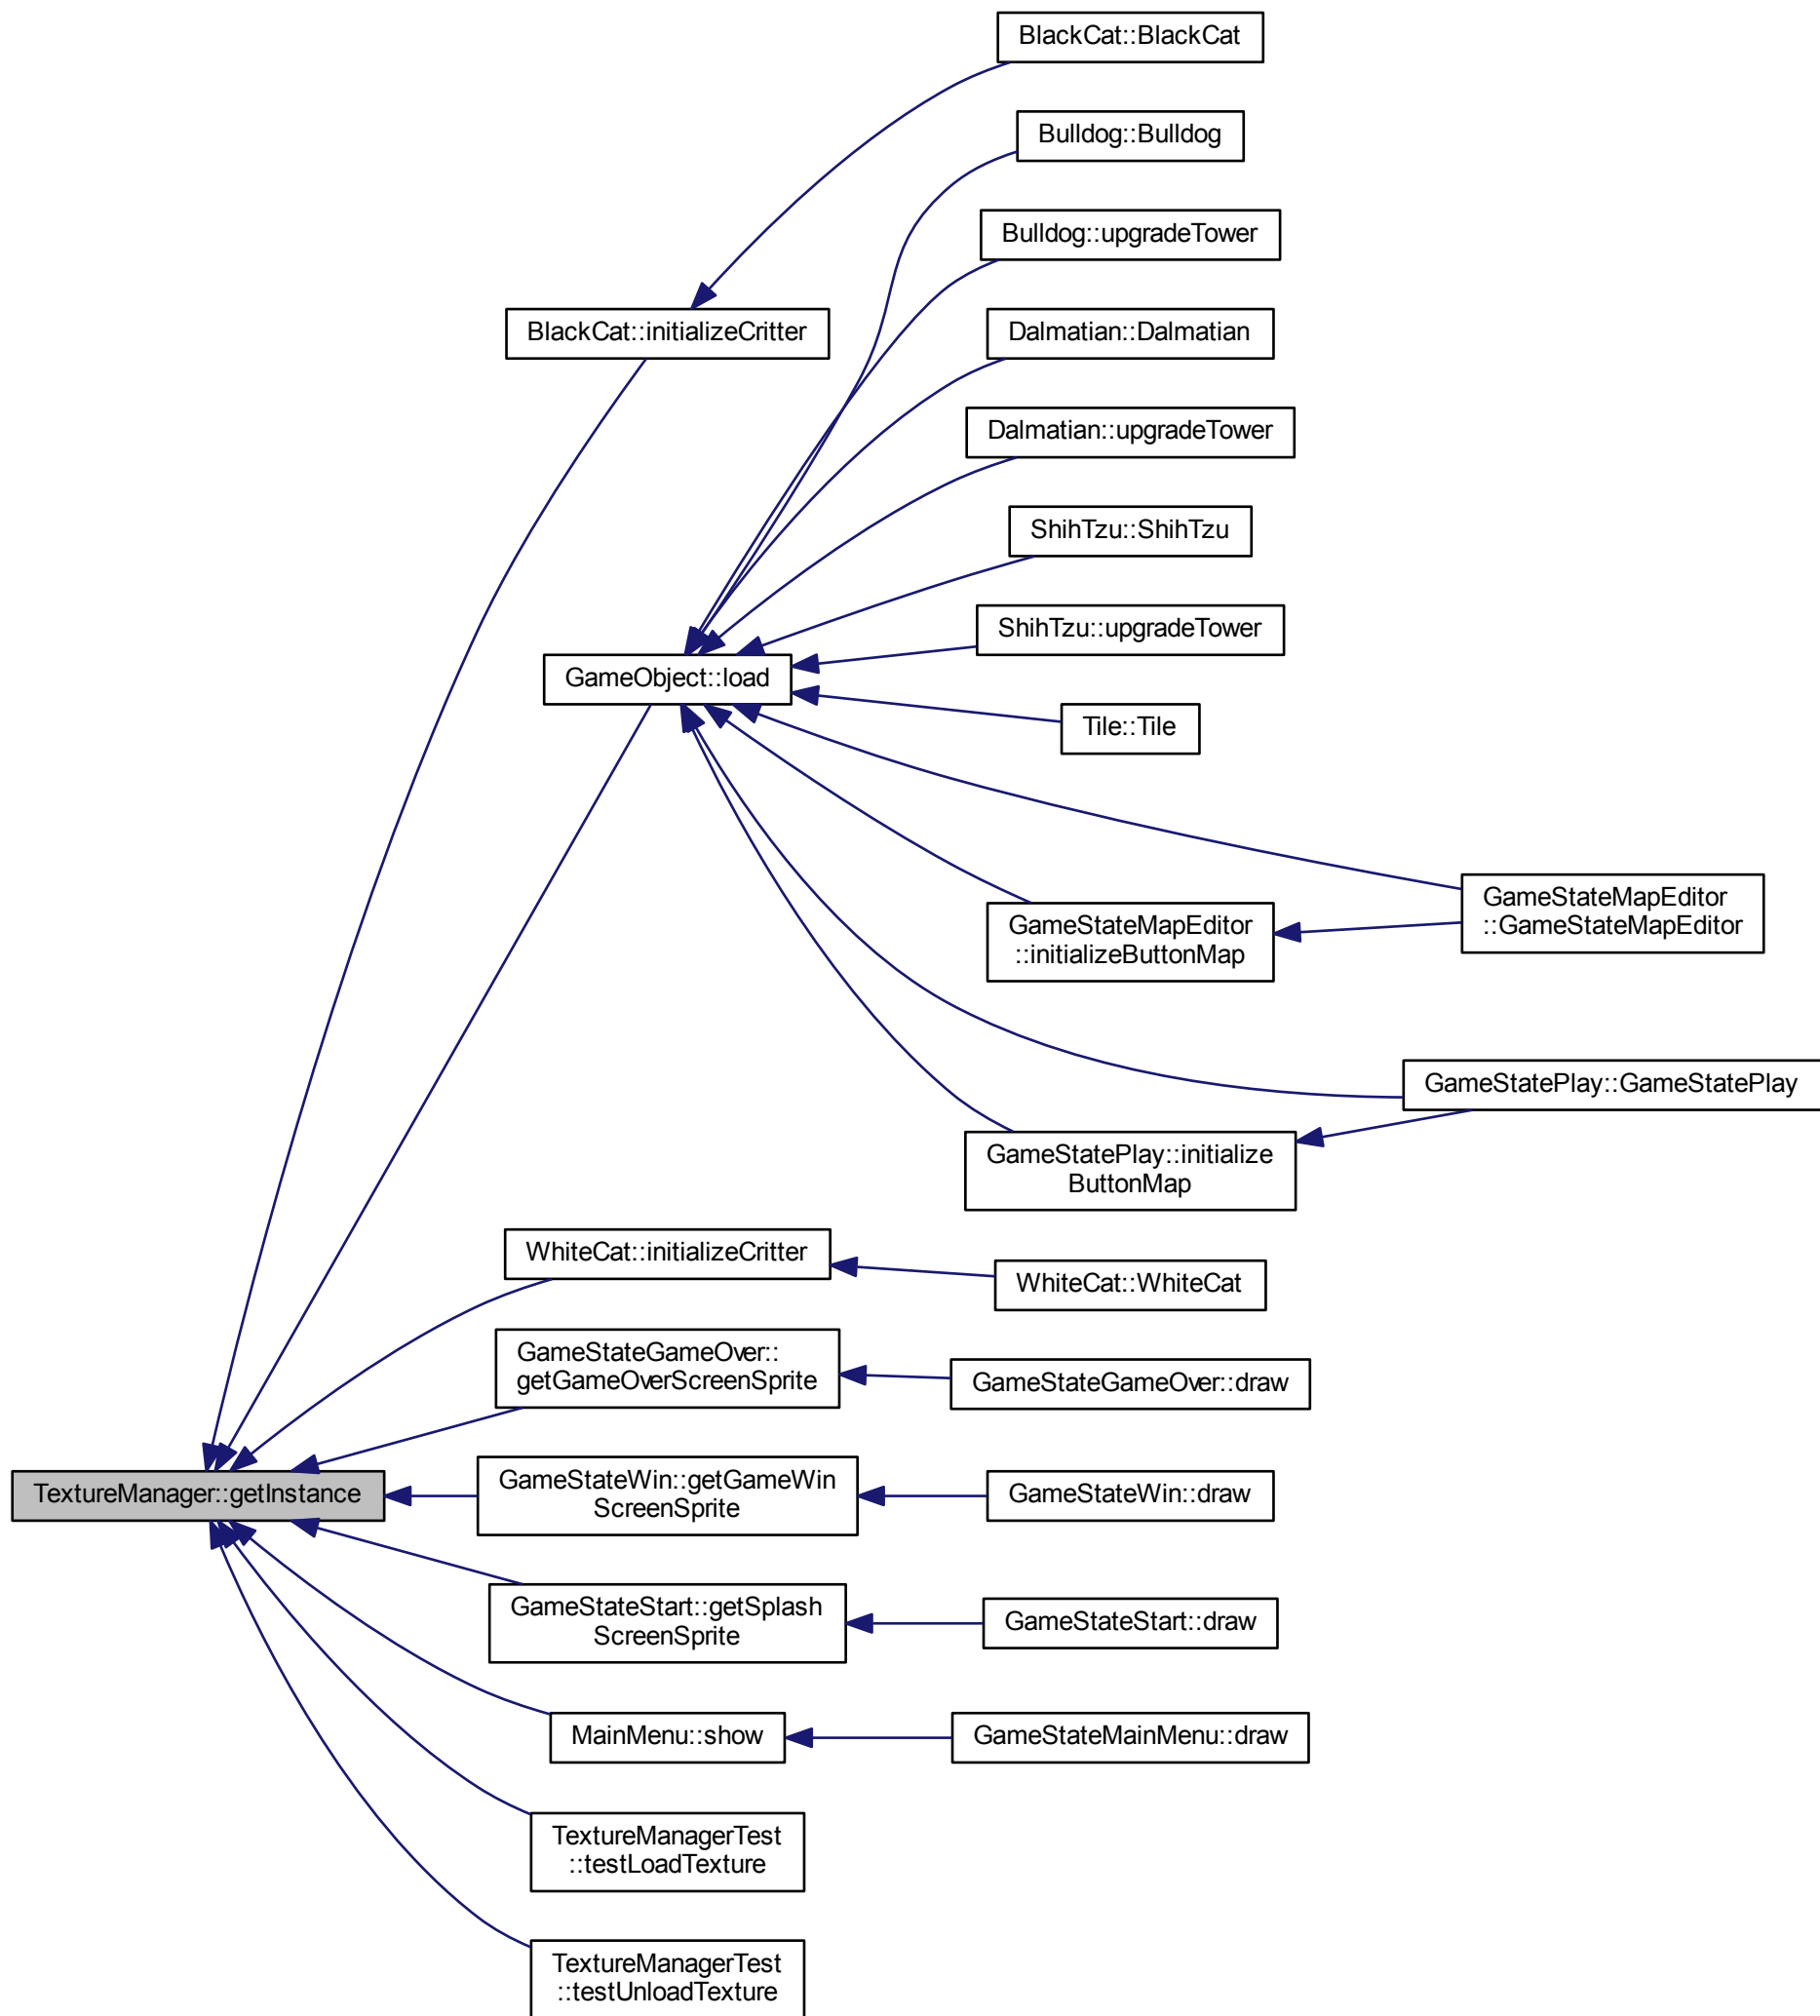 BlackCat::BlackCat
Bulldog::Bulldog
Bulldog::upgradeTower
BlackCat::initializeCritter
Dalmatian::Dalmatian
Dalmatian::upgradeTower
ShihTzu::ShihTzu
ShihTzu::upgradeTower
GameObject::load
Tile::Tile
GameStateMapEditor
::GameStateMapEditor
GameStateMapEditor
::initializeButtonMap
GameStatePlay::GameStatePlay
GameStatePlay::initialize
ButtonMap
WhiteCat::initializeCritter
WhiteCat::WhiteCat
GameStateGameOver::
getGameOverScreenSprite
GameStateGameOver::draw
TextureManager::getInstance
GameStateWin::getGameWin
ScreenSprite
GameStateWin::draw
GameStateStart::getSplash
ScreenSprite
GameStateStart::draw
MainMenu::show
GameStateMainMenu::draw
TextureManagerTest
::testLoadTexture
TextureManagerTest
::testUnloadTexture